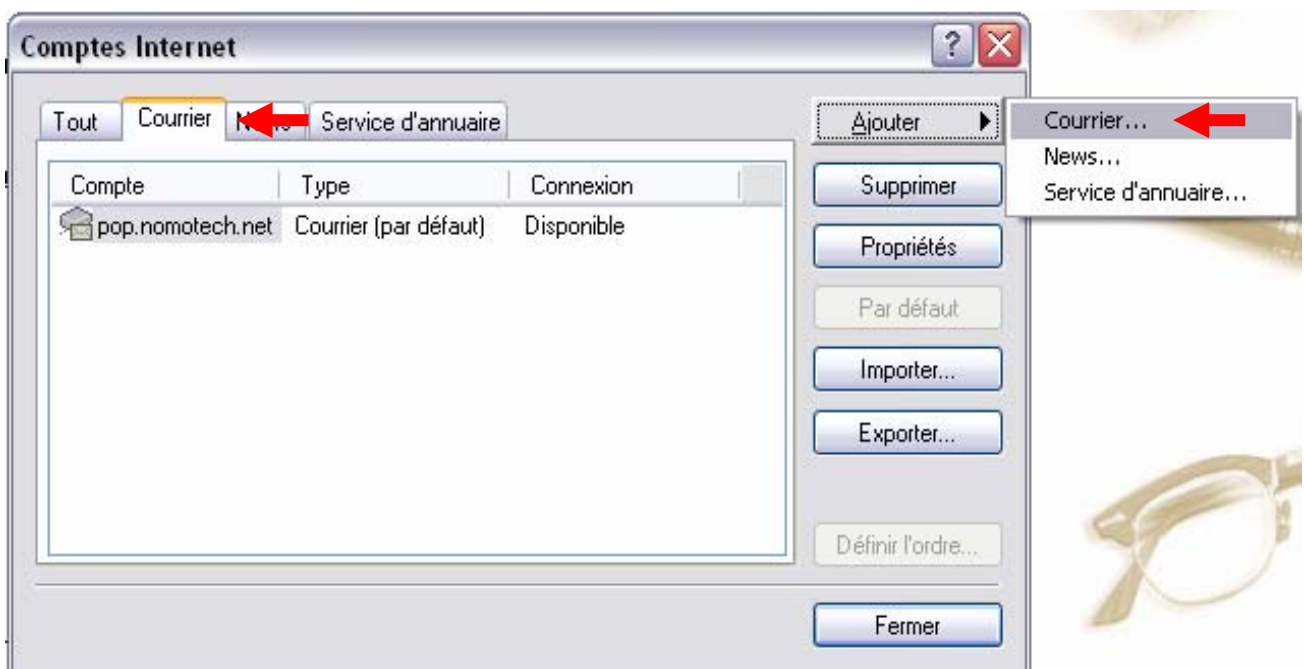 Comptes Internet
Tout Courrier Service d'annuaire
Ajouter
Courrier...
News...
Service d'annuaire...
Compte Type Connexion
pop.nomotech.net Courrier (par défaut) Disponible
Supprimer
Propriétés
Par défaut
Importer...
Exporter...
Définir l'ordre...
Fermer